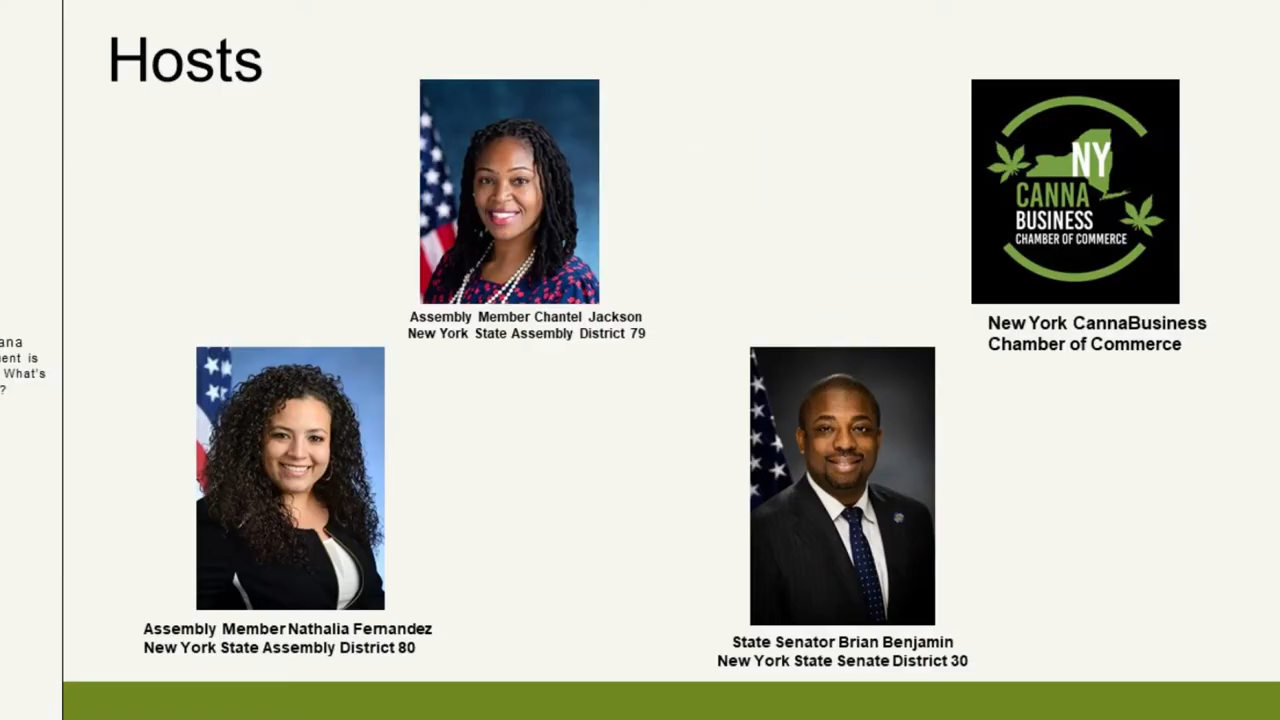 Hosts
NY
CANNA
BUSINESS
CHAMBER OF COMMERCE
Assembly Member Chantel Jackson
New York State Assembly District 79
New York CannaBusiness
Chamber of Commerce
is
What's
?
Assembly Member Nathalia Fernandez
New York State Assembly District 80
State Senator Brian Benjamin
New York State Senate District 30